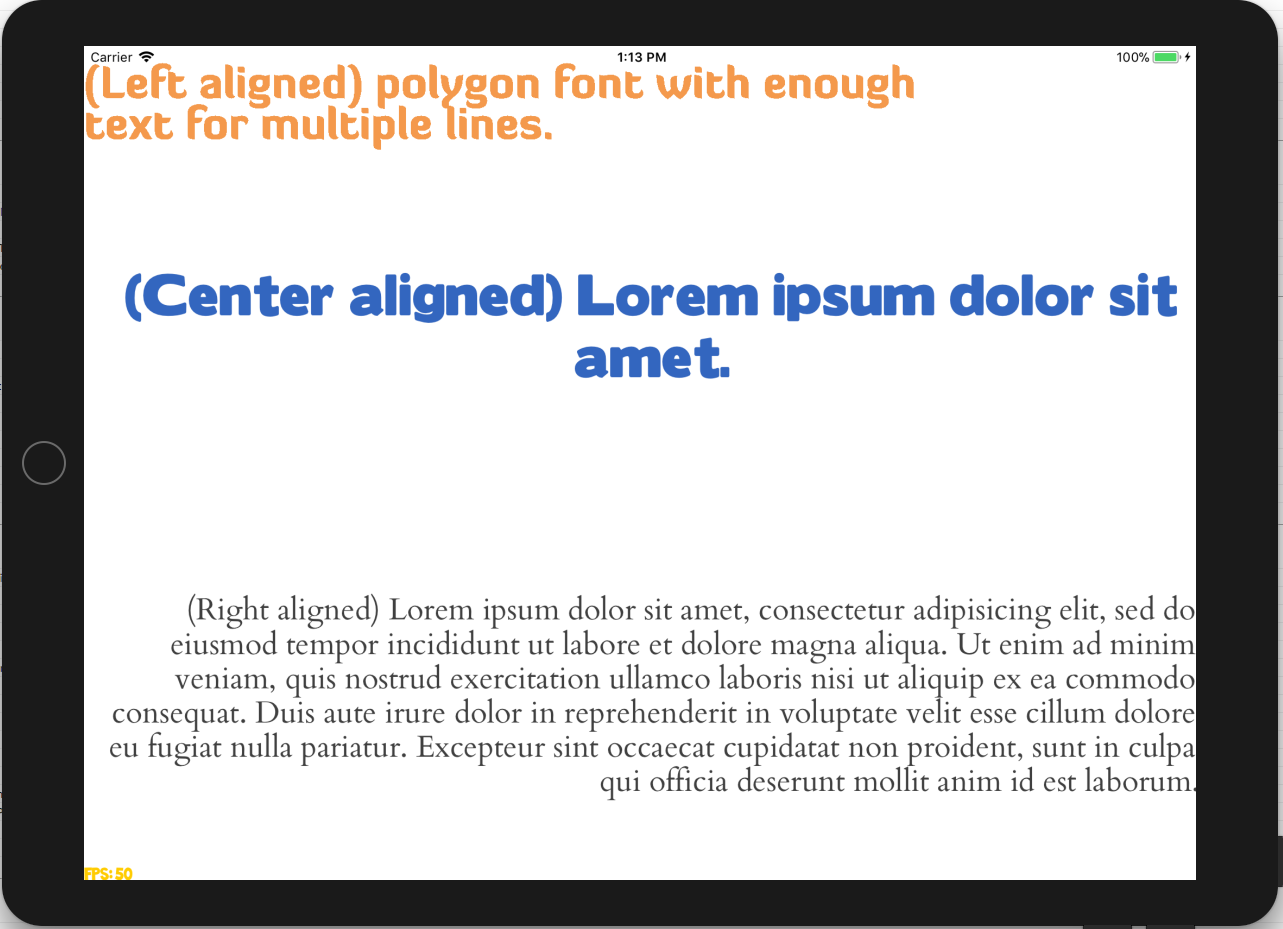 Carrier 1:13 PM 100%
(Left aligned) polygon font with enough
text for multiple lines.
(Center aligned) Lorem ipsum dolor sit
amet.
(Right aligned) Lorem ipsum dolor sit amet, consectetur adipisicing elit, sed do
eiusmod tempor incididunt ut labore et dolore magna aliqua. Ut enim ad minim
veniam, quis nostrud exercitation ullamco laboris nisi ut aliquip ex ea commodo
consequat. Duis aute irure dolor in reprehenderit in voluptate velit esse cillum dolore
eu fugiat nulla pariatur. Excepteur sint occaecat cupidatat non proident, sunt in culpa
qui officia deserunt mollit anim id est laborum.
FPS: 50